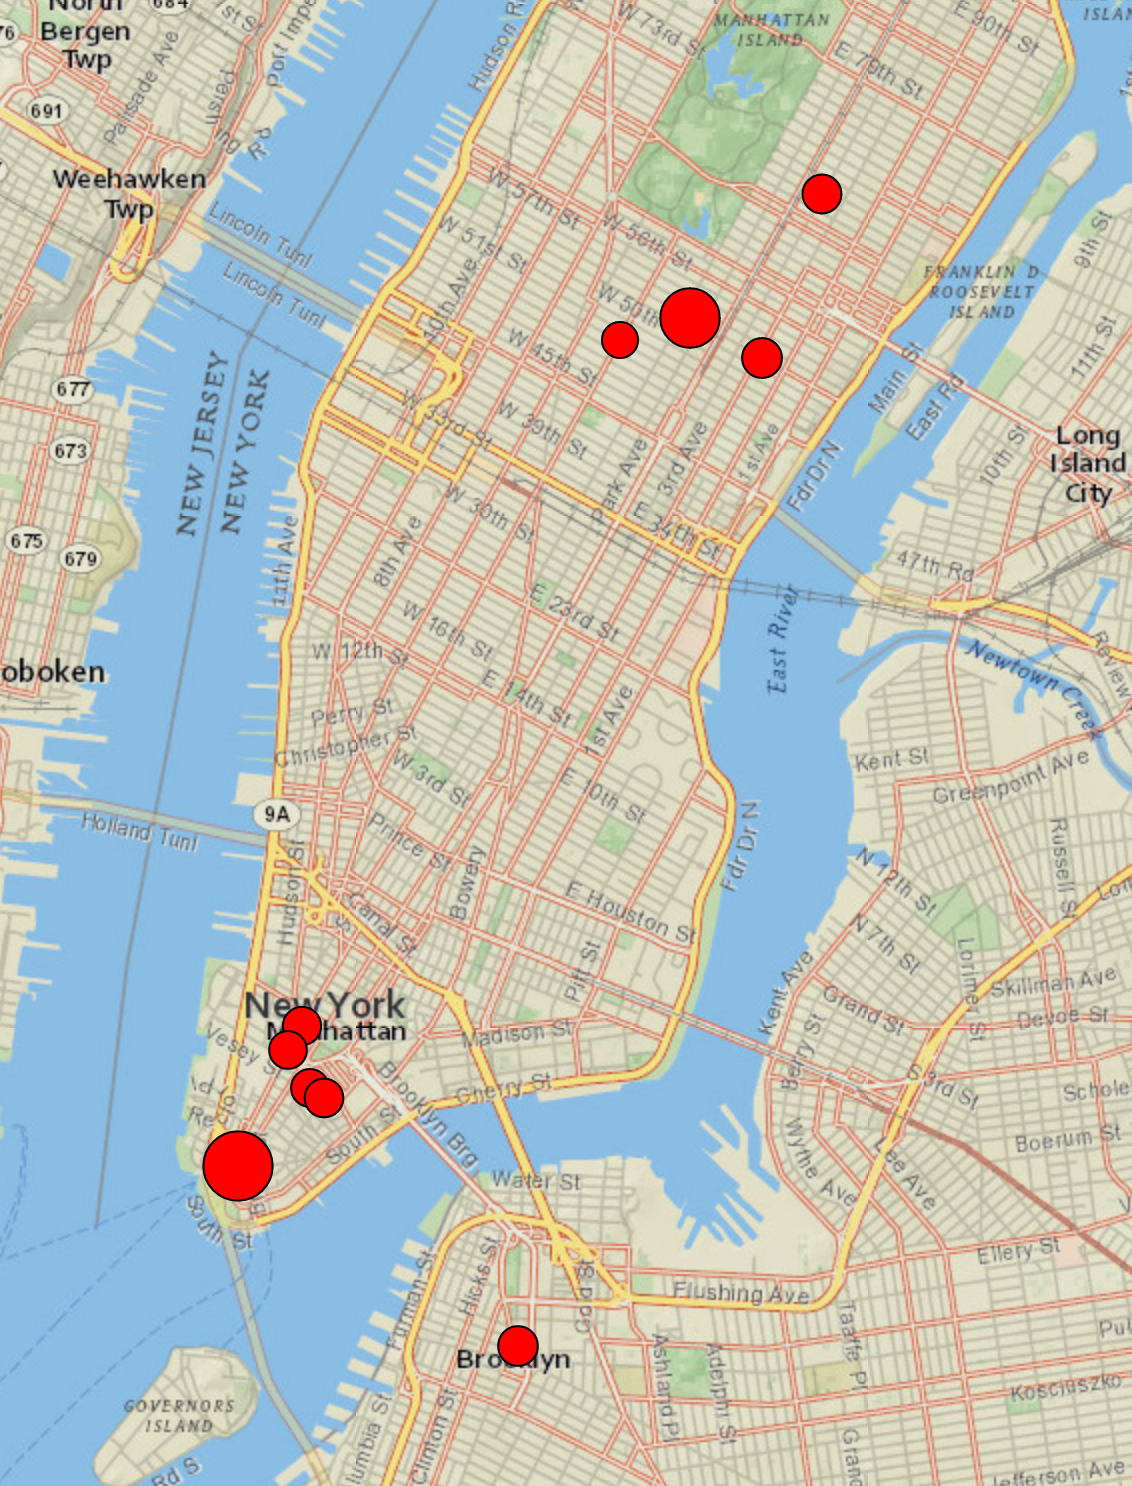 North
Bergen
Twp
684
1st St
Port Impe
76
691
Palisade Ave
Weehawken
Twp
Lincoln Tunl
Lincoln Tunl
Hudson R
W 73rd St
MANHATTAN
ISLAND
E 90th St
E 79th St
ISLAN
1st
W 57th St
W 56th St
W 51st St
W 50th
10th Ave
W 45th St
W 39th St
W 33rd St
W 30th St
FRANKLIN D
ROOSEVELT
ISLAND
9th St
11th St
Main St
East Rd
10th St
Long
Island
City
NEW JERSEY
NEW YORK
677
673
675
679
Park Ave
3rd Ave
1st Ave
Fdr Dr N
E 34th St
47th Rd
11th Ave
8th Ave
E 23rd St
W 16th St
W 12th St
E 14th St
East River
Newtown Creek
Review
oboken
Perry St
Christopher St
W 3rd St
1st Ave
E 10th St
Kent St
Greenpoint Ave
9A
Holland Tunl
Hudson St
Prince St
Bowery
Canal St
E Houston St
Pitt St
Fdr Dr N
N 12th St
Russell St
N 7th St
Lorimer St
Kent Ave
Grand St
Skillman Ave
Devoe St
Berry St
S 3rd St
Schole
Boerum St
New York
Manhattan
Vesey St
Madison St
Cherry St
Brooklyn Brg
South St
South St
Water St
Wythe Ave
Lee Ave
Ellery St
Flushing Ave
Hicks St
Furman St
Gold St
Brooklyn
Ashland Pl
Adelphi St
Taaffe Pl
Pul
Kosciuszko
GOVERNORS
ISLAND
Rd S
lumbia St
Clinton St
Grand
Jefferson Ave